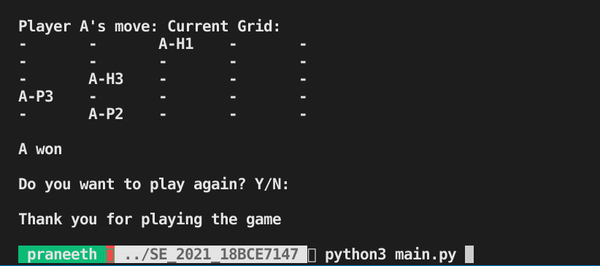 Player A's move: Current Grid:
- - A-H1 - -
- - - - -
- A-H3 - - -
A-P3 - - - -
- A-P2 - - -
A won
Do you want to play again? Y/N:
Thank you for playing the game
praneeth ../SE_2021_18BCE7147 python3 main.py